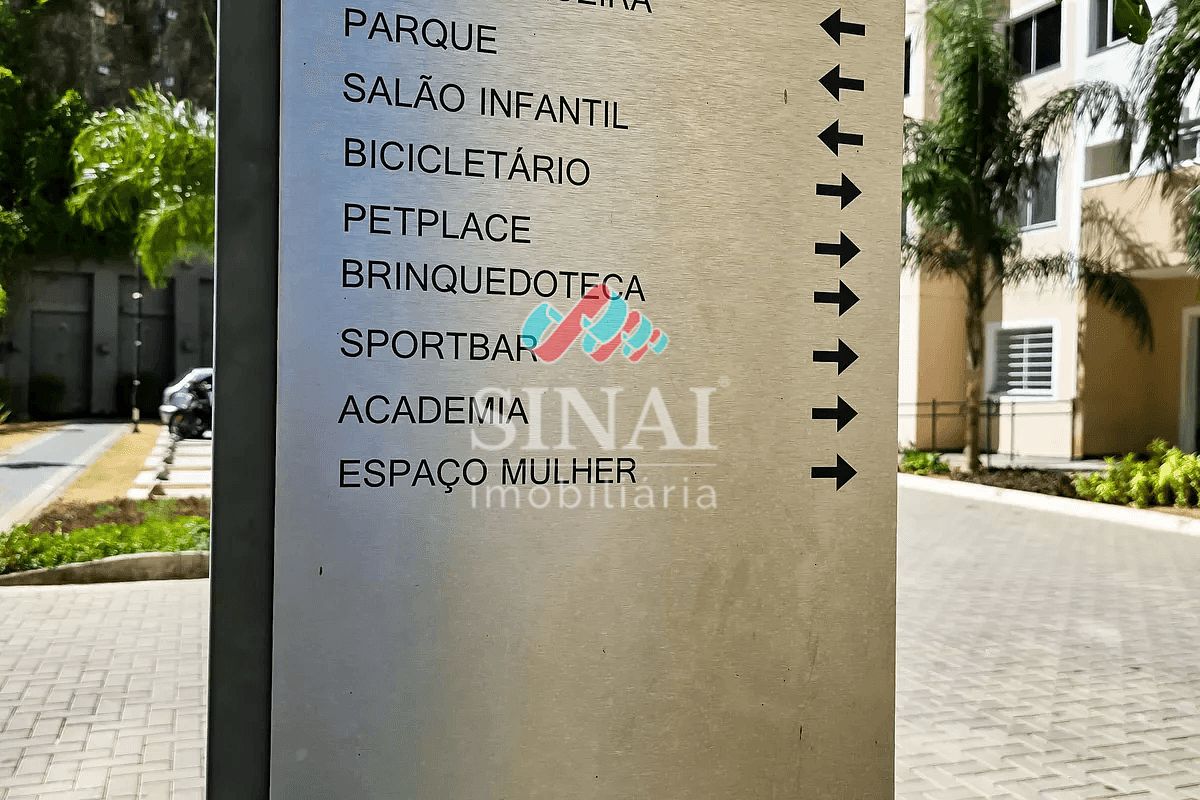 PARQUE
SALÃO INFANTIL
BICICLETÁRIO
PETPLACE
BRINQUEDOTECA
SPORTBAR
ACADEMIA
ESPAÇO MULHER
SINAI
imobiliária